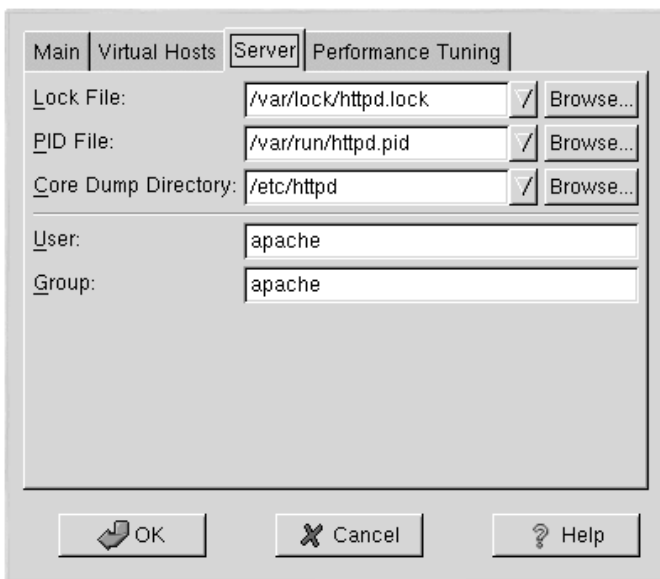 Main Virtual Hosts Server Performance Tuning
Lock File: /var/lock/httpd.lock Browse...
PID File: /var/run/httpd.pid Browse...
Core Dump Directory: /etc/httpd Browse...
User: apache
Group: apache
OK Cancel Help